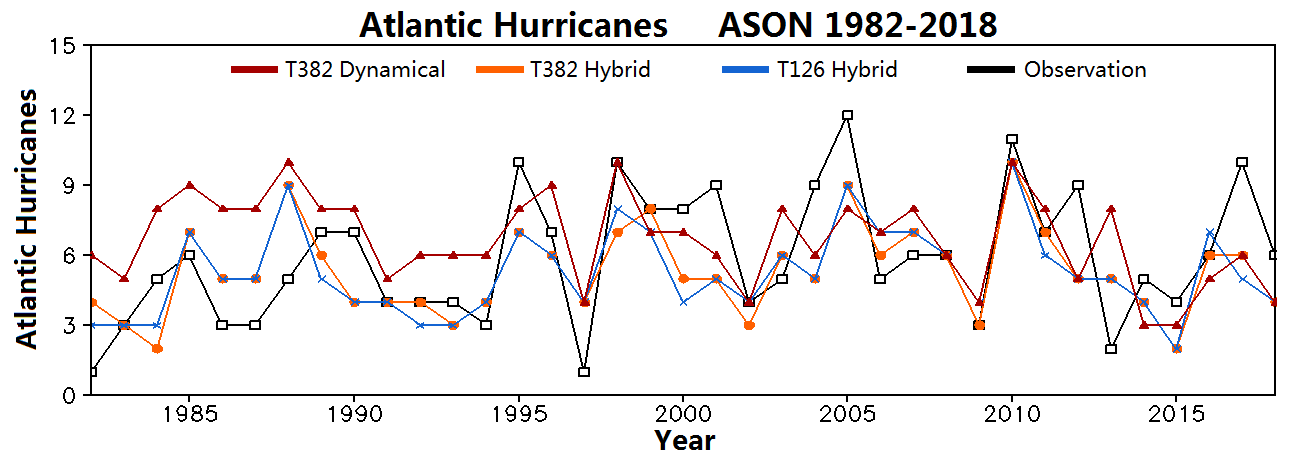 Atlantic Hurricanes ASON 1982-2018
T382 Dynamical T382 Hybrid T126 Hybrid Observation
Atlantic Hurricanes
15
12
9
6
3
0
1985 1990 1995 2000 2005 2010 2015
Year